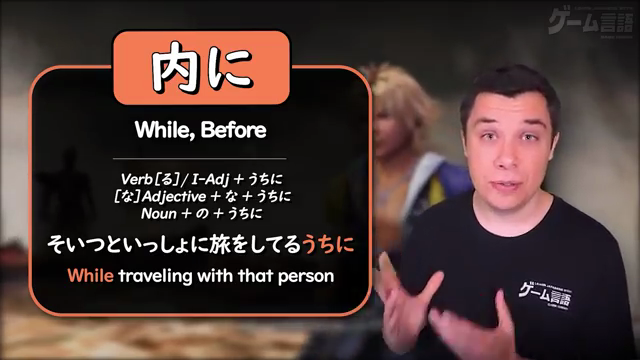 内に
While, Before
Verb[る]/ I-Adj + うちに
[な]Adjective + な + うちに
Noun + の + うちに
そいつといっしょに旅をしてるうちに
While traveling with that person
ゲーム言語
ゲーム言語